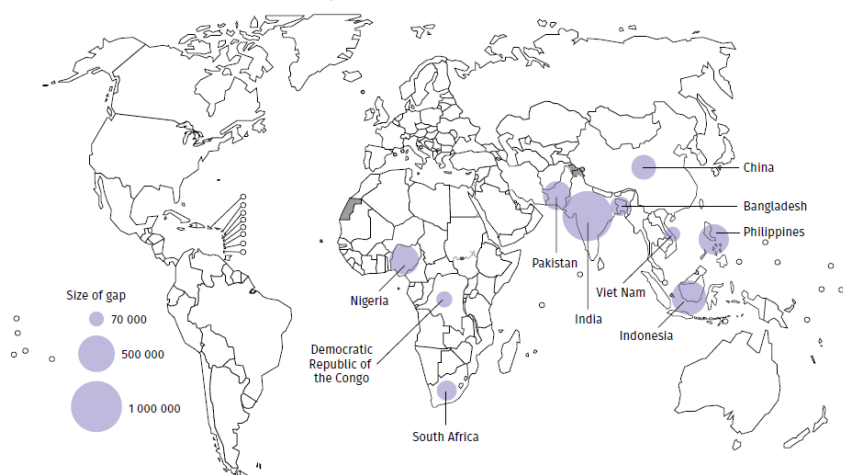 China
Bangladesh
Philippines
Pakistan
Viet Nam
India
Indonesia
Nigeria
Democratic
Republic of
the Congo
South Africa
Size of gap
70 000
500 000
1 000 000